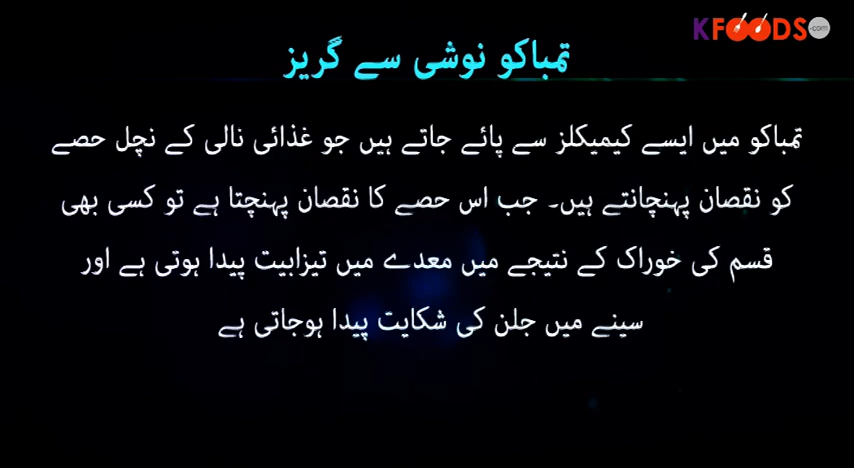 KFOODS.com
تمباکو نوشی سے گریز
تمباکو میں ایسے کیمیکلز سے پائے جاتے ہیں جو غذائی نالی کے نچل حصے
کو نقصان پہنچانتے ہیں۔ جب اس حصے کا نقصان پہنچتا ہے تو کسی بھی
قسم کی خوراک کے نتیجے میں معدے میں تیزابیت پیدا ہوتی ہے اور
سینے میں جلن کی شکایت پیدا ہوجاتی ہے